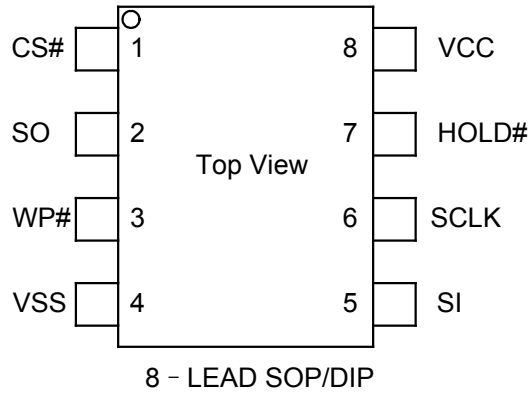 CS# 1 8 VCC
SO 2 7 HOLD#
Top View
WP# 3 6 SCLK
VSS 4 5 SI
8 - LEAD SOP/DIP